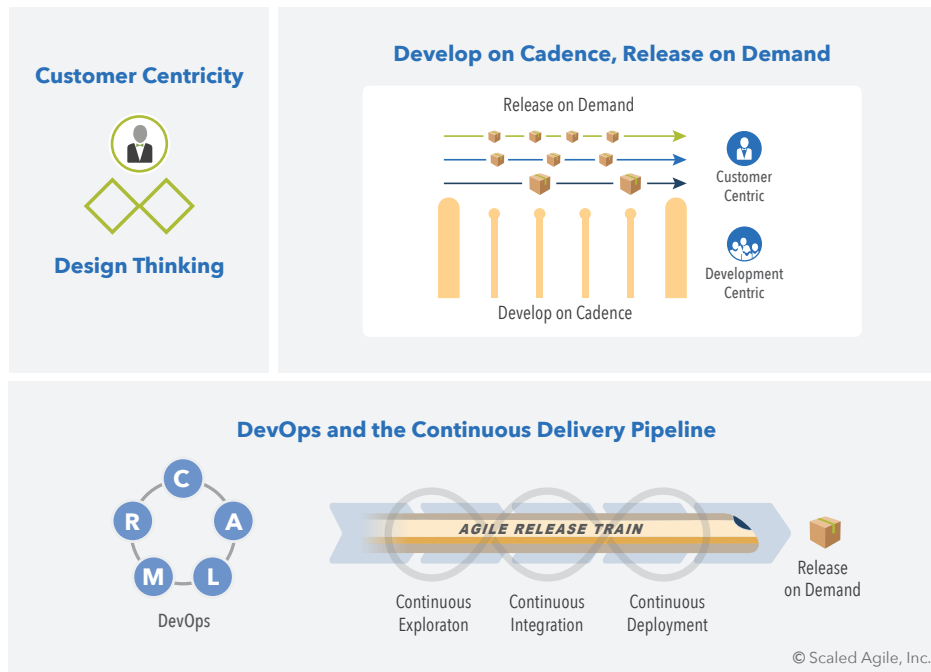 Customer Centricity
Design Thinking
Develop on Cadence, Release on Demand
Release on Demand
Customer
Centric
Development
Centric
Develop on Cadence
DevOps and the Continuous Delivery Pipeline
C
R
A
M
L
DevOps
AGILE RELEASE TRAIN
Continuous
Exploraton
Continuous
Integration
Continuous
Deployment
Release
on Demand
© Scaled Agile, Inc.